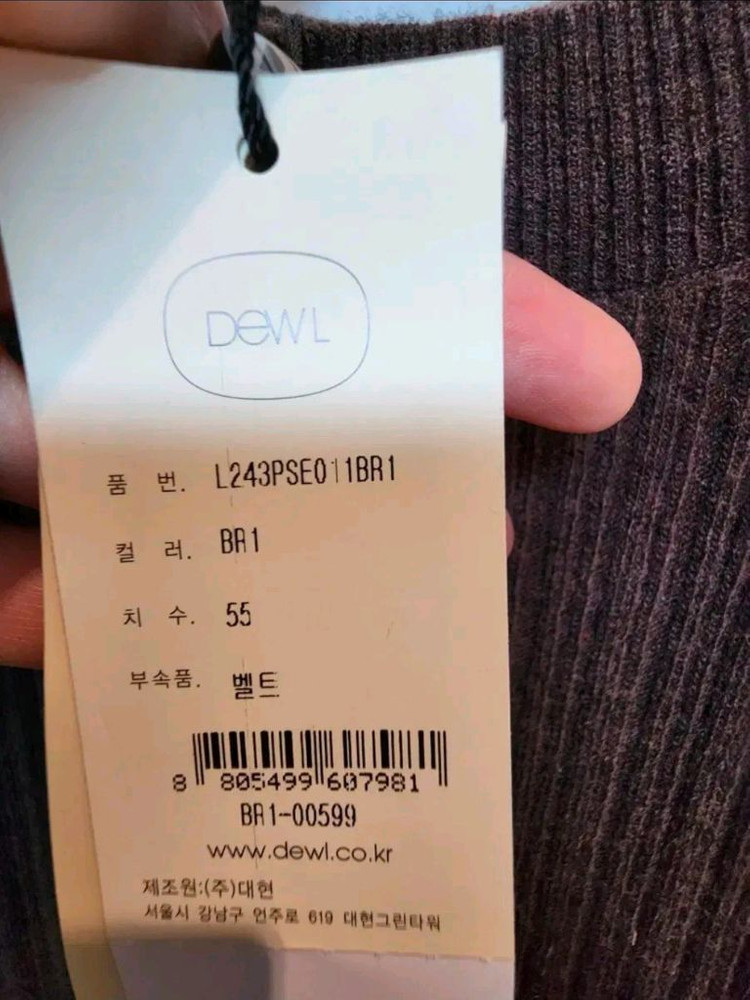 DEWL
품 번. L243PSE011BR1
컬 러. BR1
치 수. 55
부속품. 벨트
8 805499 607981
BR1-00599
www.dewl.co.kr
제조원:(주)대현
서울시 강남구 언주로 619 대현그린타워